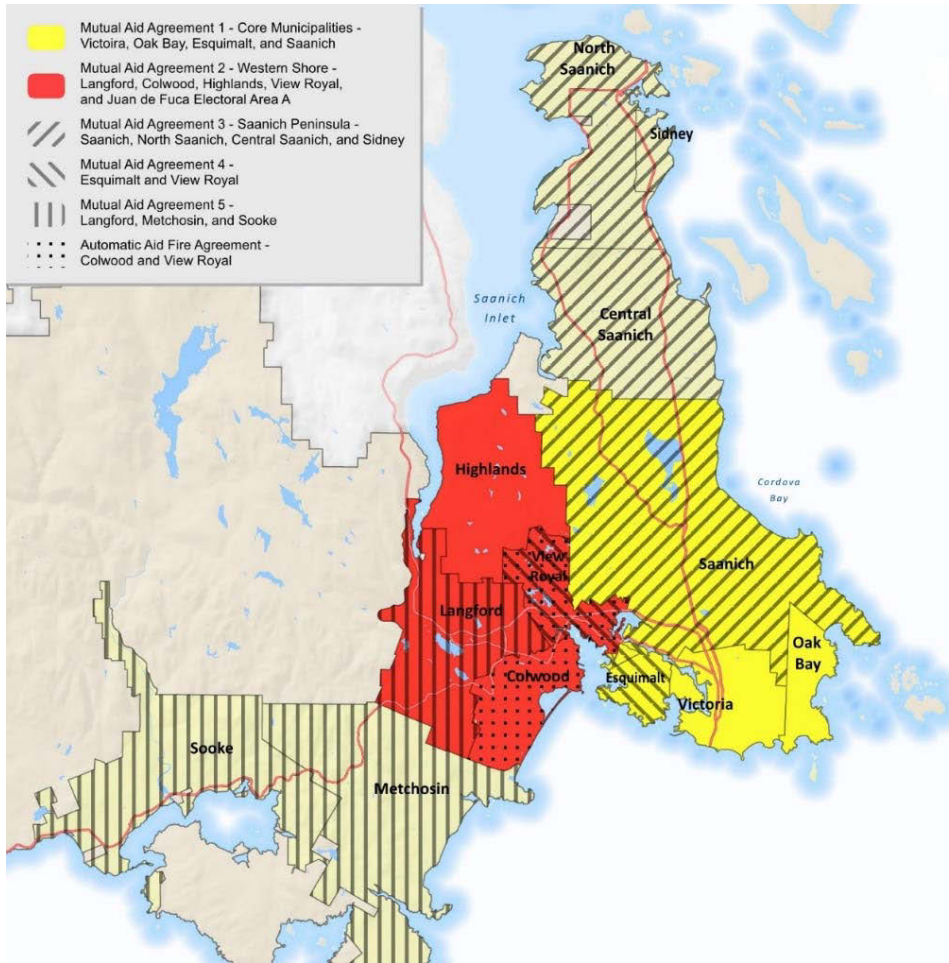 Mutual Aid Agreement 1 - Core Municipalities -
Victoira, Oak Bay, Esquimalt, and Saanich
Mutual Aid Agreement 2 - Western Shore -
Langford, Colwood, Highlands, View Royal,
and Juan de Fuca Electoral Area A
Mutual Aid Agreement 3 - Saanich Peninsula -
Saanich, North Saanich, Central Saanich, and Sidney
Mutual Aid Agreement 4 -
Esquimalt and View Royal
Mutual Aid Agreement 5 -
Langford, Metchosin, and Sooke
Automatic Aid Fire Agreement -
Colwood and View Royal
North
Saanich
Sidney
Saanich
Inlet
Central
Saanich
Highlands
Cordova
Bay
View
Royal
Saanich
Langford
Oak
Bay
Colwood
Esquimalt
Victoria
Sooke
Metchosin